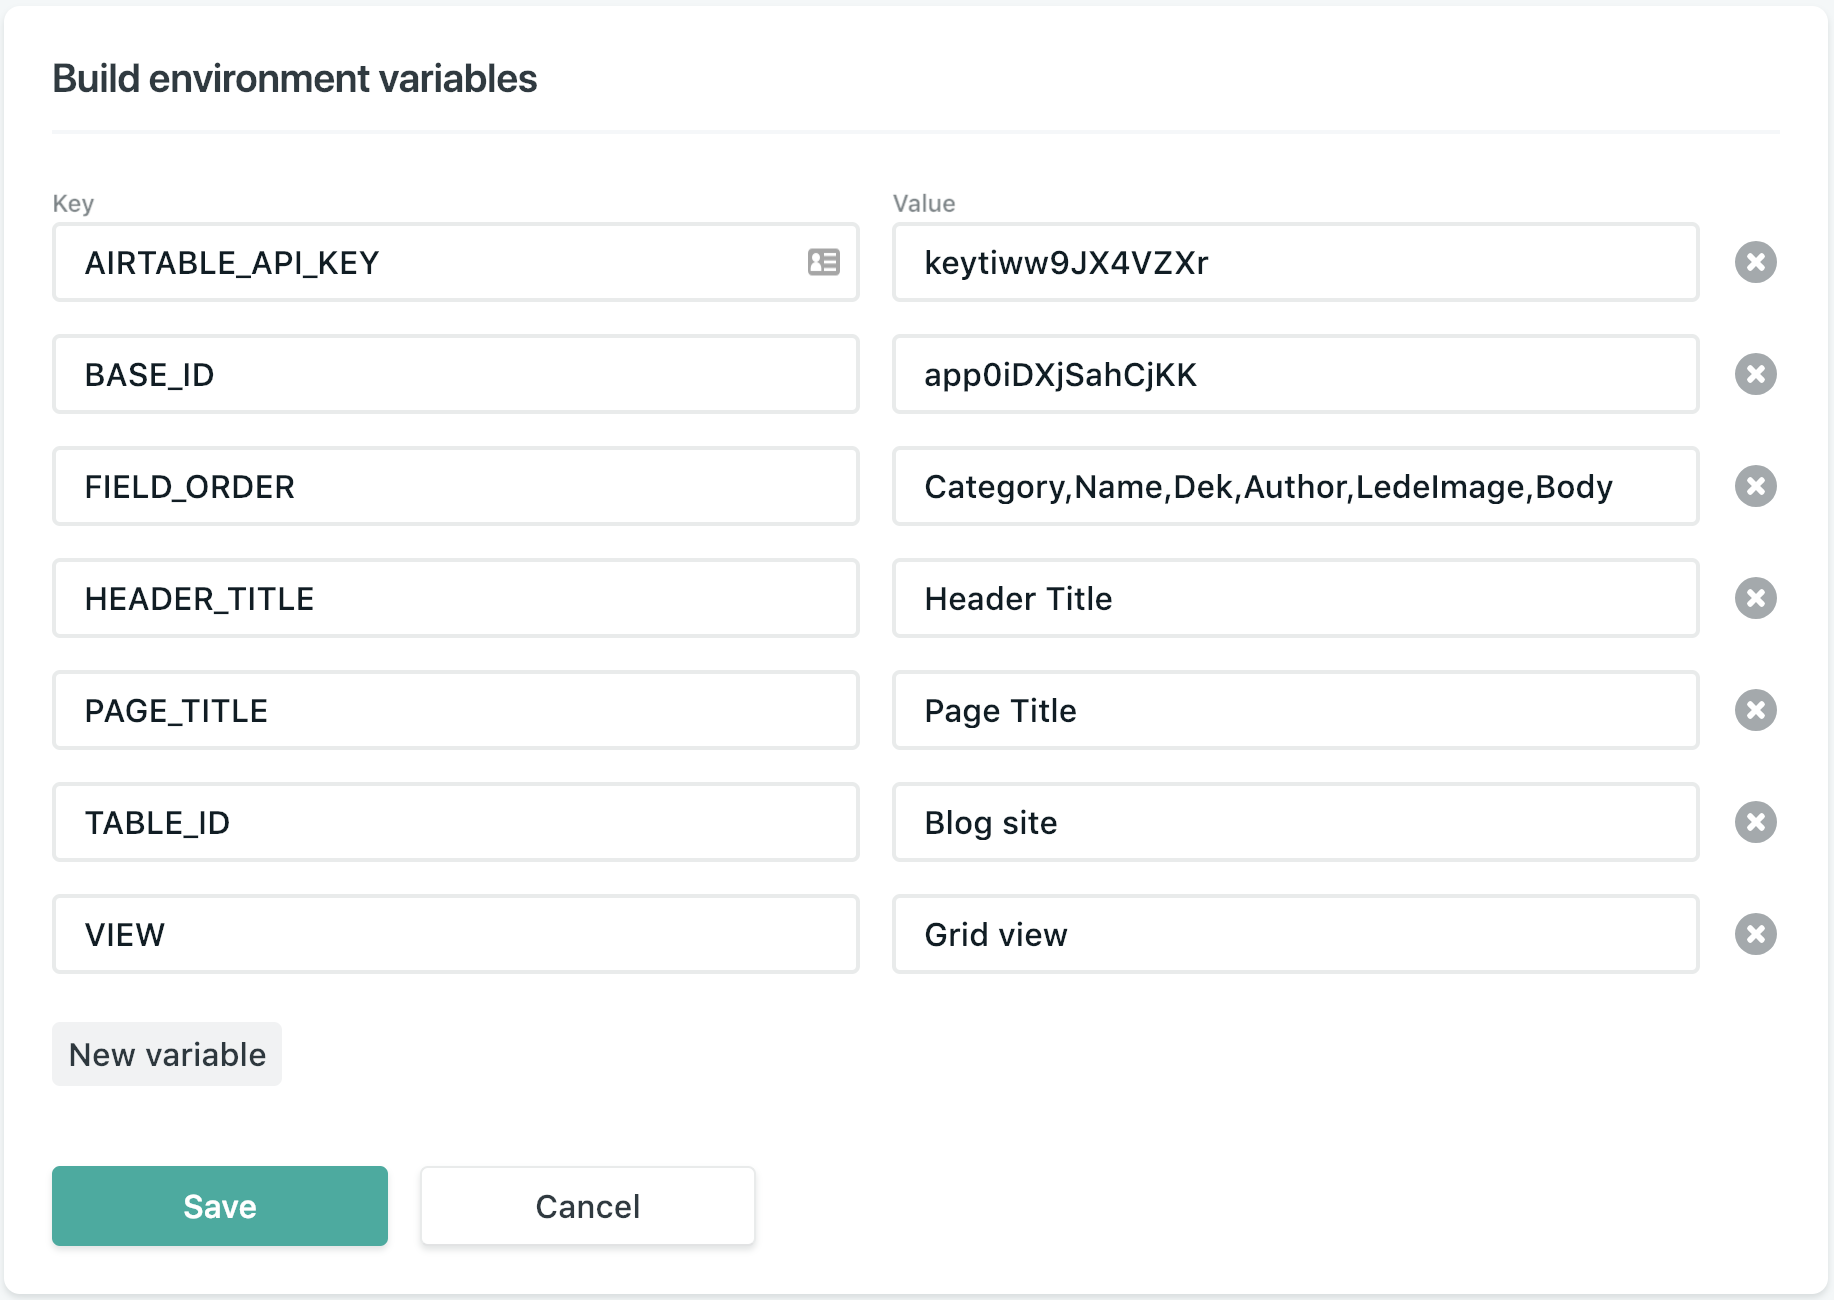 Build environment variables
Key Value
AIRTABLE_API_KEY keytiww9JX4VZXr
BASE_ID app0iDXjSahCjKK
FIELD_ORDER Category,Name,Dek,Author,LedeImage,Body
HEADER_TITLE Header Title
PAGE_TITLE Page Title
TABLE_ID Blog site
VIEW Grid view
New variable
Save Cancel